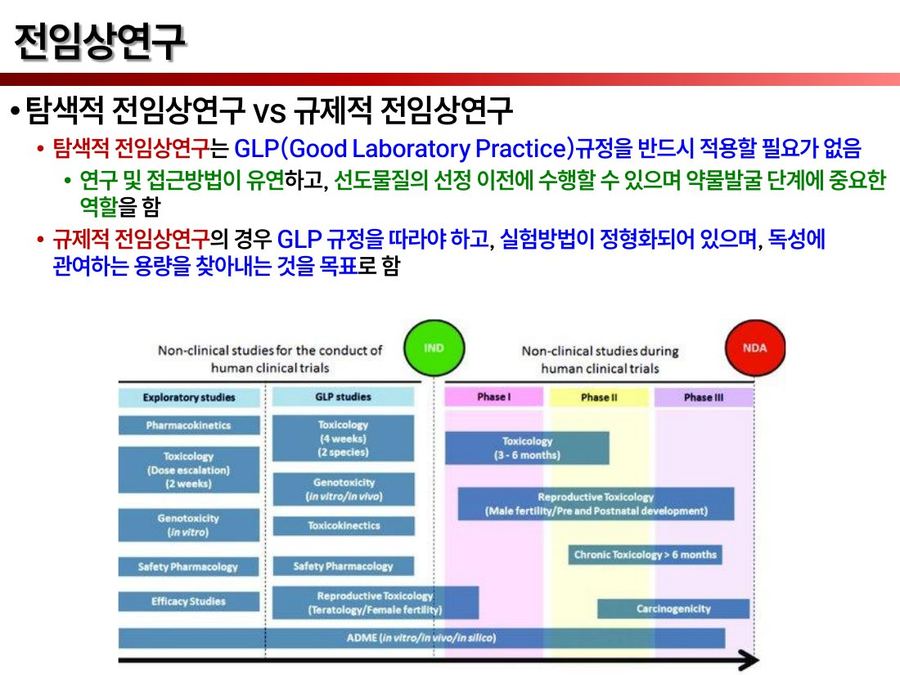 전임상연구
• 탐색적 전임상연구 vs 규제적 전임상연구
• 탐색적 전임상연구는 GLP(Good Laboratory Practice)규정을 반드시 적용할 필요가 없음
• 연구 및 접근방법이 유연하고, 선도물질의 선정 이전에 수행할 수 있으며 약물발굴 단계에 중요한
역할을 함
• 규제적 전임상연구의 경우 GLP 규정을 따라야 하고, 실험방법이 정형화되어 있으며, 독성에
관여하는 용량을 찾아내는 것을 목표로 함
Non-clinical studies for the conduct of
human clinical trials
IND
Non-clinical studies during
human clinical trials
NDA
Exploratory studies
Pharmacokinetics
Toxicology
(Dose escalation)
(2 weeks)
Genotoxicity
(in vitro)
Safety Pharmacology
Efficacy Studies
GLP studies
Toxicology
(4 weeks)
(2 species)
Genotoxicity
(in vitro/in vivo)
Toxicokinectics
Safety Pharmacology
Reproductive Toxicology
(Teratology/Female fertility)
Phase I
Phase II
Phase III
Toxicology
(3 - 6 months)
Reproductive Toxicology
(Male fertility/Pre and Postnatal development)
Chronic Toxicology > 6 months
Carcinogenicity
ADME (in vitro/in vivo/in silico)